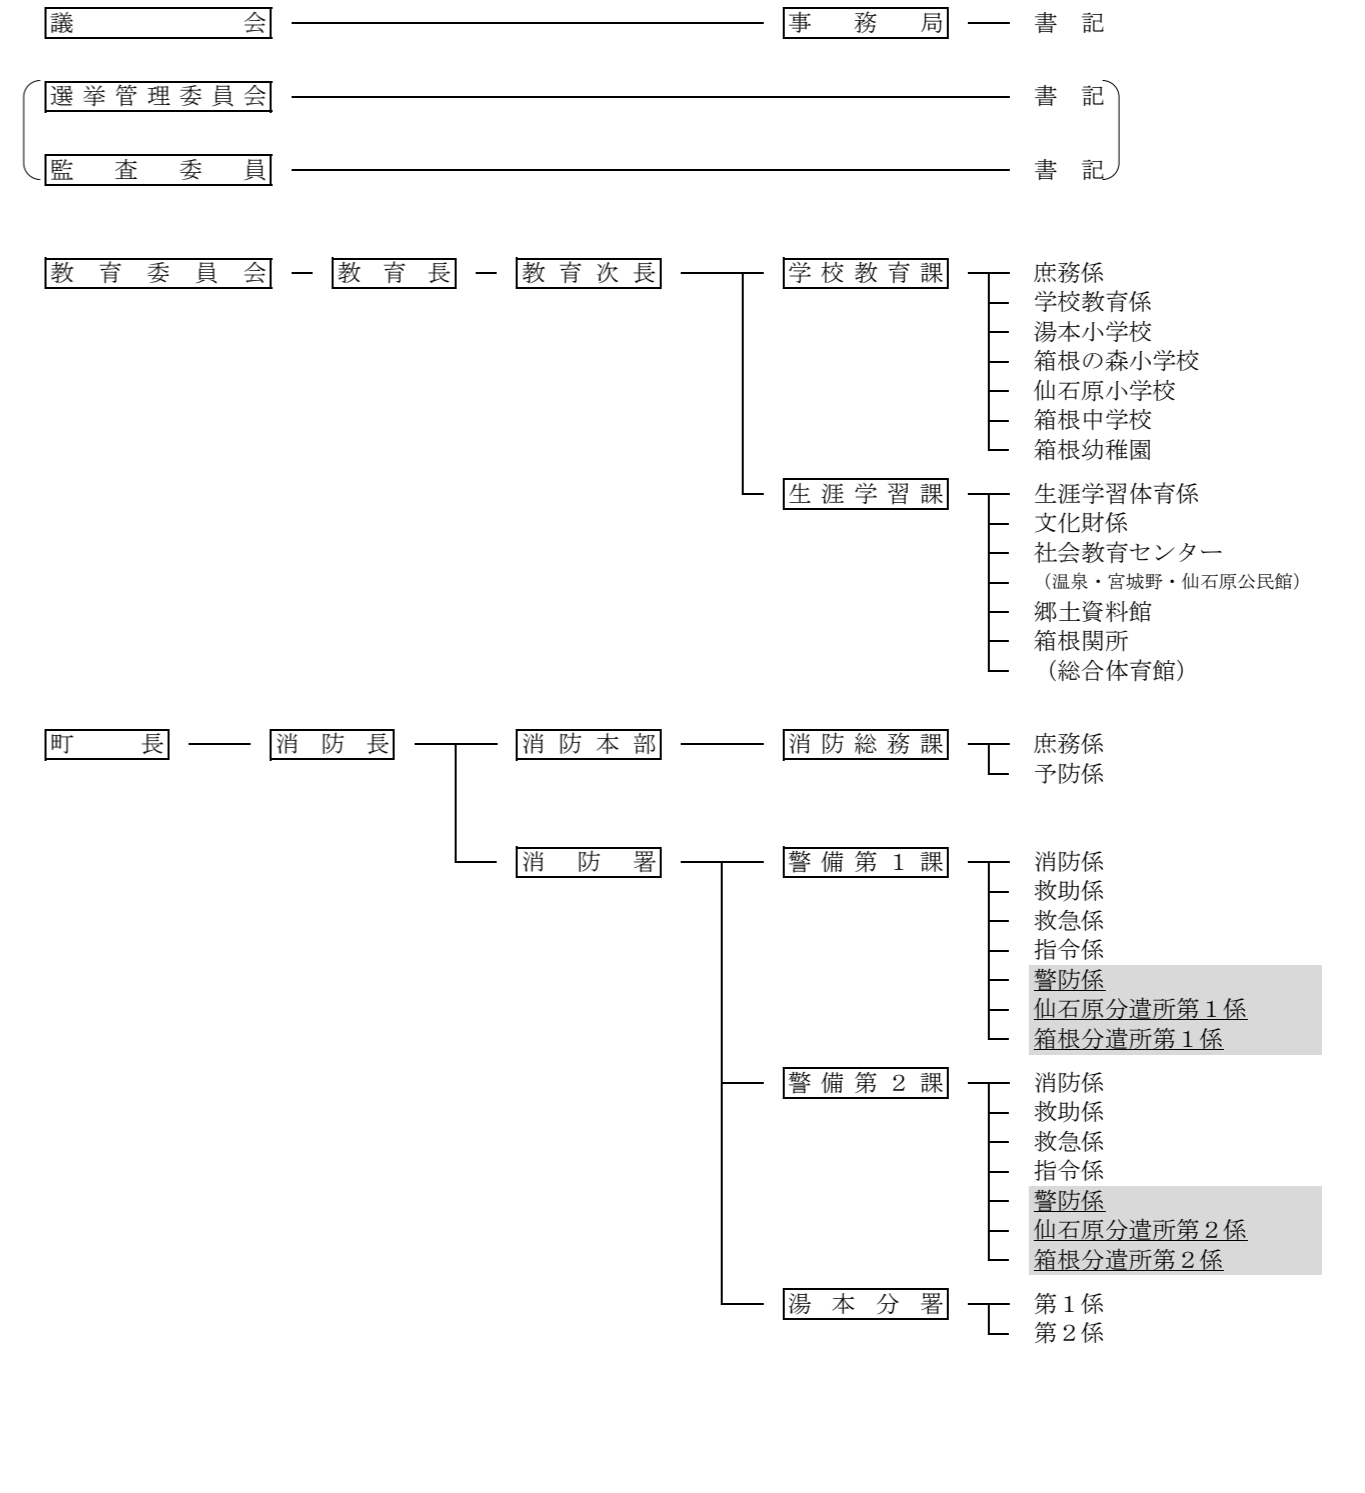 議会 事務局 書記
選挙管理委員会 書記
監査委員 書記
教育委員会 教育長 教育次長 学校教育課 庶務係
学校教育係
湯本小学校
箱根の森小学校
仙石原小学校
箱根中学校
箱根幼稚園
生涯学習課 生涯学習体育係
文化財係
社会教育センター
（温泉・宮城野・仙石原公民館）
郷土資料館
箱根関所
（総合体育館）
町長 消防長 消防本部 消防総務課 庶務係
予防係
消防署 警備第１課 消防係
救助係
救急係
指令係
警防係
仙石原分遣所第１係
箱根分遣所第１係
警備第２課 消防係
救助係
救急係
指令係
警防係
仙石原分遣所第２係
箱根分遣所第２係
湯本分署 第１係
第２係